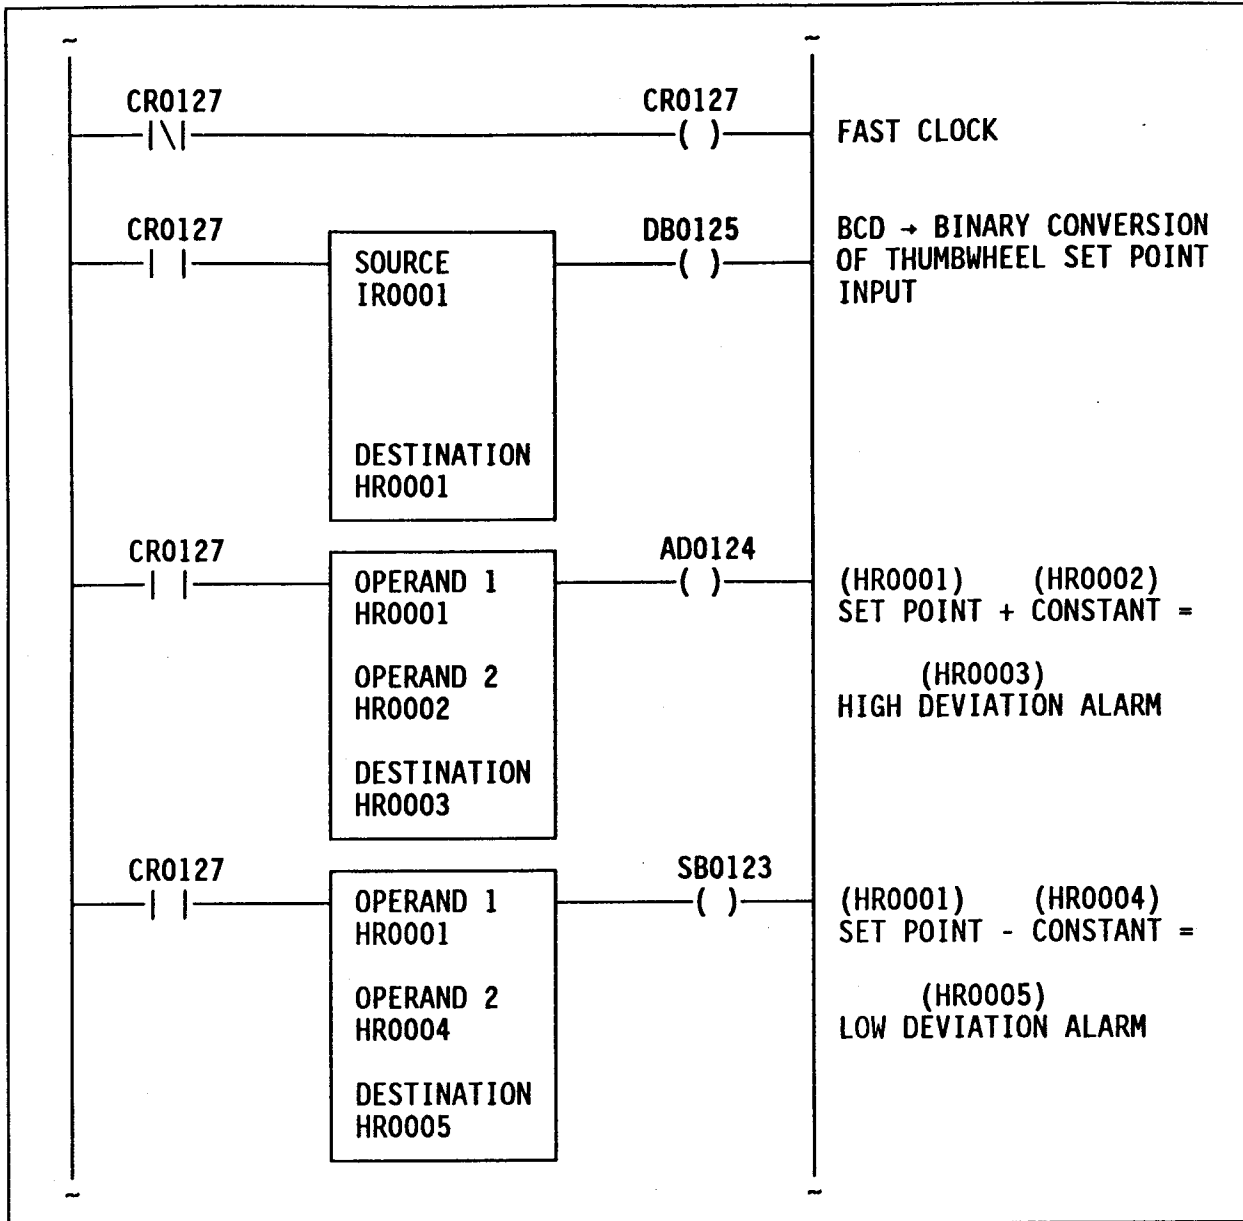 CR0127 CR0127
FAST CLOCK
CR0127 DB0125
BCD → BINARY CONVERSION
OF THUMBWHEEL SET POINT
INPUT
SOURCE
IR0001
DESTINATION
HR0001
CR0127 AD0124
OPERAND 1
HR0001
OPERAND 2
HR0002
DESTINATION
HR0003
(HR0001) (HR0002)
SET POINT + CONSTANT =
(HR0003)
HIGH DEVIATION ALARM
CR0127 SB0123
OPERAND 1
HR0001
OPERAND 2
HR0004
DESTINATION
HR0005
(HR0001) (HR0004)
SET POINT - CONSTANT =
(HR0005)
LOW DEVIATION ALARM